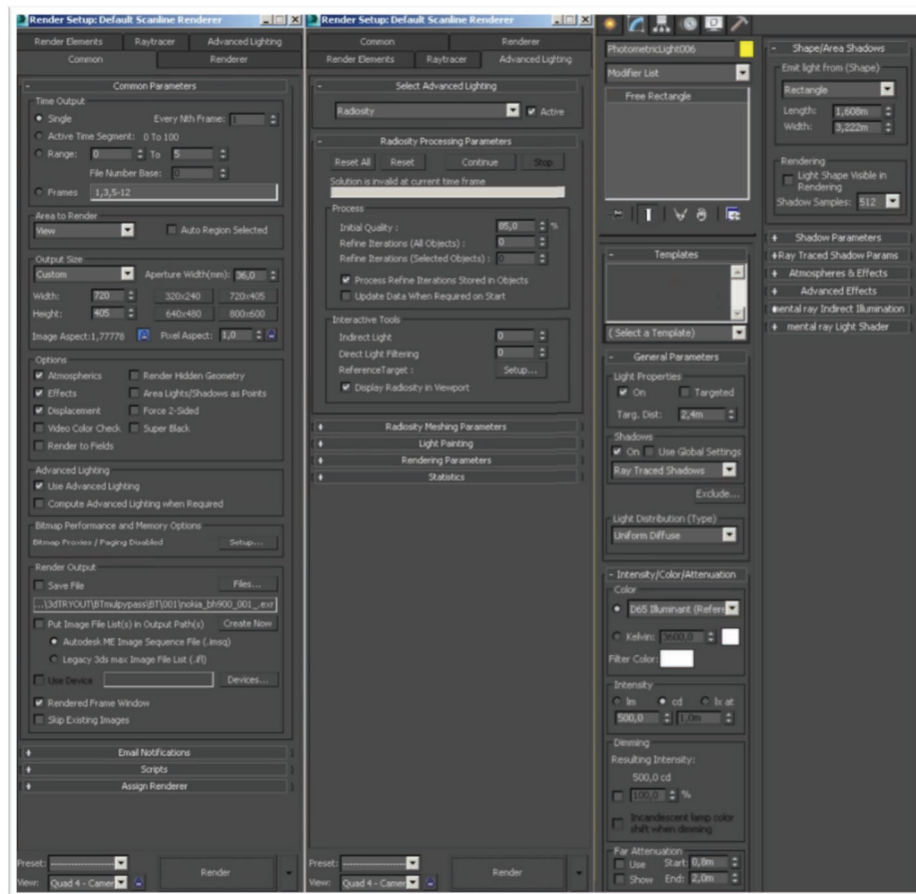 Render Setup: Default Scanline Renderer
Render Elements Raytracer Advanced Lighting
Common Renderer
- Common Parameters
Time Output
Single Every Nth Frame: 1
Active Time Segment: 0 To 100
Range: 0 To 5
File Number Base: 0
Frames 1,3,5-12
Area to Render
View Auto Region Selected
Output Size
Custom Aperture Width(mm): 36,0
Width: 720 320x240 720x405
Height: 405 640x480 800x600
Image Aspect:1,77778 Pixel Aspect: 1,0
Options
Atmospherics Render Hidden Geometry
Effects Area Lights/Shadows as Points
Displacement Force 2-Sided
Video Color Check Super Black
Render to Fields
Advanced Lighting
Use Advanced Lighting
Compute Advanced Lighting when Required
Bitmap Performance and Memory Options
Bitmap Proxies / Paging Disabled Setup...
Render Output
Save File Files...
...\3dTRYOUT\BTmulpypass\BT\001\nokia_bh900_001_.exr
Put Image File List(s) in Output Path(s) Create Now
Autodesk ME Image Sequence File (.imsq)
Legacy 3ds max Image File List (.ifl)
Use Device Devices...
Rendered Frame Window
Skip Existing Images
+ Email Notifications
+ Scripts
+ Assign Renderer
Preset: --------------------
View: Quad 4 - Camer Render
Render Setup: Default Scanline Renderer
Common Renderer
Render Elements Raytracer Advanced Lighting
- Select Advanced Lighting
Radiosity Active
- Radiosity Processing Parameters
Reset All Reset Continue Stop
Solution is invalid at current time frame
Process
Initial Quality : 85,0 %
Refine Iterations (All Objects) : 0
Refine Iterations (Selected Objects) : 0
Process Refine Iterations Stored in Objects
Update Data When Required on Start
Interactive Tools
Indirect Light 0
Direct Light Filtering 0
ReferenceTarget : Setup...
Display Radiosity in Viewport
+ Radiosity Meshing Parameters
+ Light Painting
+ Rendering Parameters
+ Statistics
Preset: --------------------
View: Quad 4 - Camer Render
PhotometricLight006
Modifier List
Free Rectangle
- Templates
( Select a Template)
- General Parameters
Light Properties
On Targeted
Targ. Dist: 2,4m
Shadows
On Use Global Settings
Ray Traced Shadows
Exclude...
Light Distribution (Type)
Uniform Diffuse
- Intensity/Color/Attenuation
Color
D65 Illuminant (Referr
Kelvin: 3600,0
Filter Color:
Intensity
lm cd lx at
500,0 1,0m
Dimming
Resulting Intensity:
500,0 cd
100,0 %
Incandescent lamp color
shift when dimming
Far Attenuation
Use Start: 0,8m
Show End: 2,0m
- Shape/Area Shadows
Emit light from (Shape)
Rectangle
Length: 1,608m
Width: 3,222m
Rendering
Light Shape Visible in
Rendering
Shadow Samples: 512
+ Shadow Parameters
+Ray Traced Shadow Params
+ Atmospheres & Effects
+ Advanced Effects
+mental ray Indirect Illumination
+ mental ray Light Shader